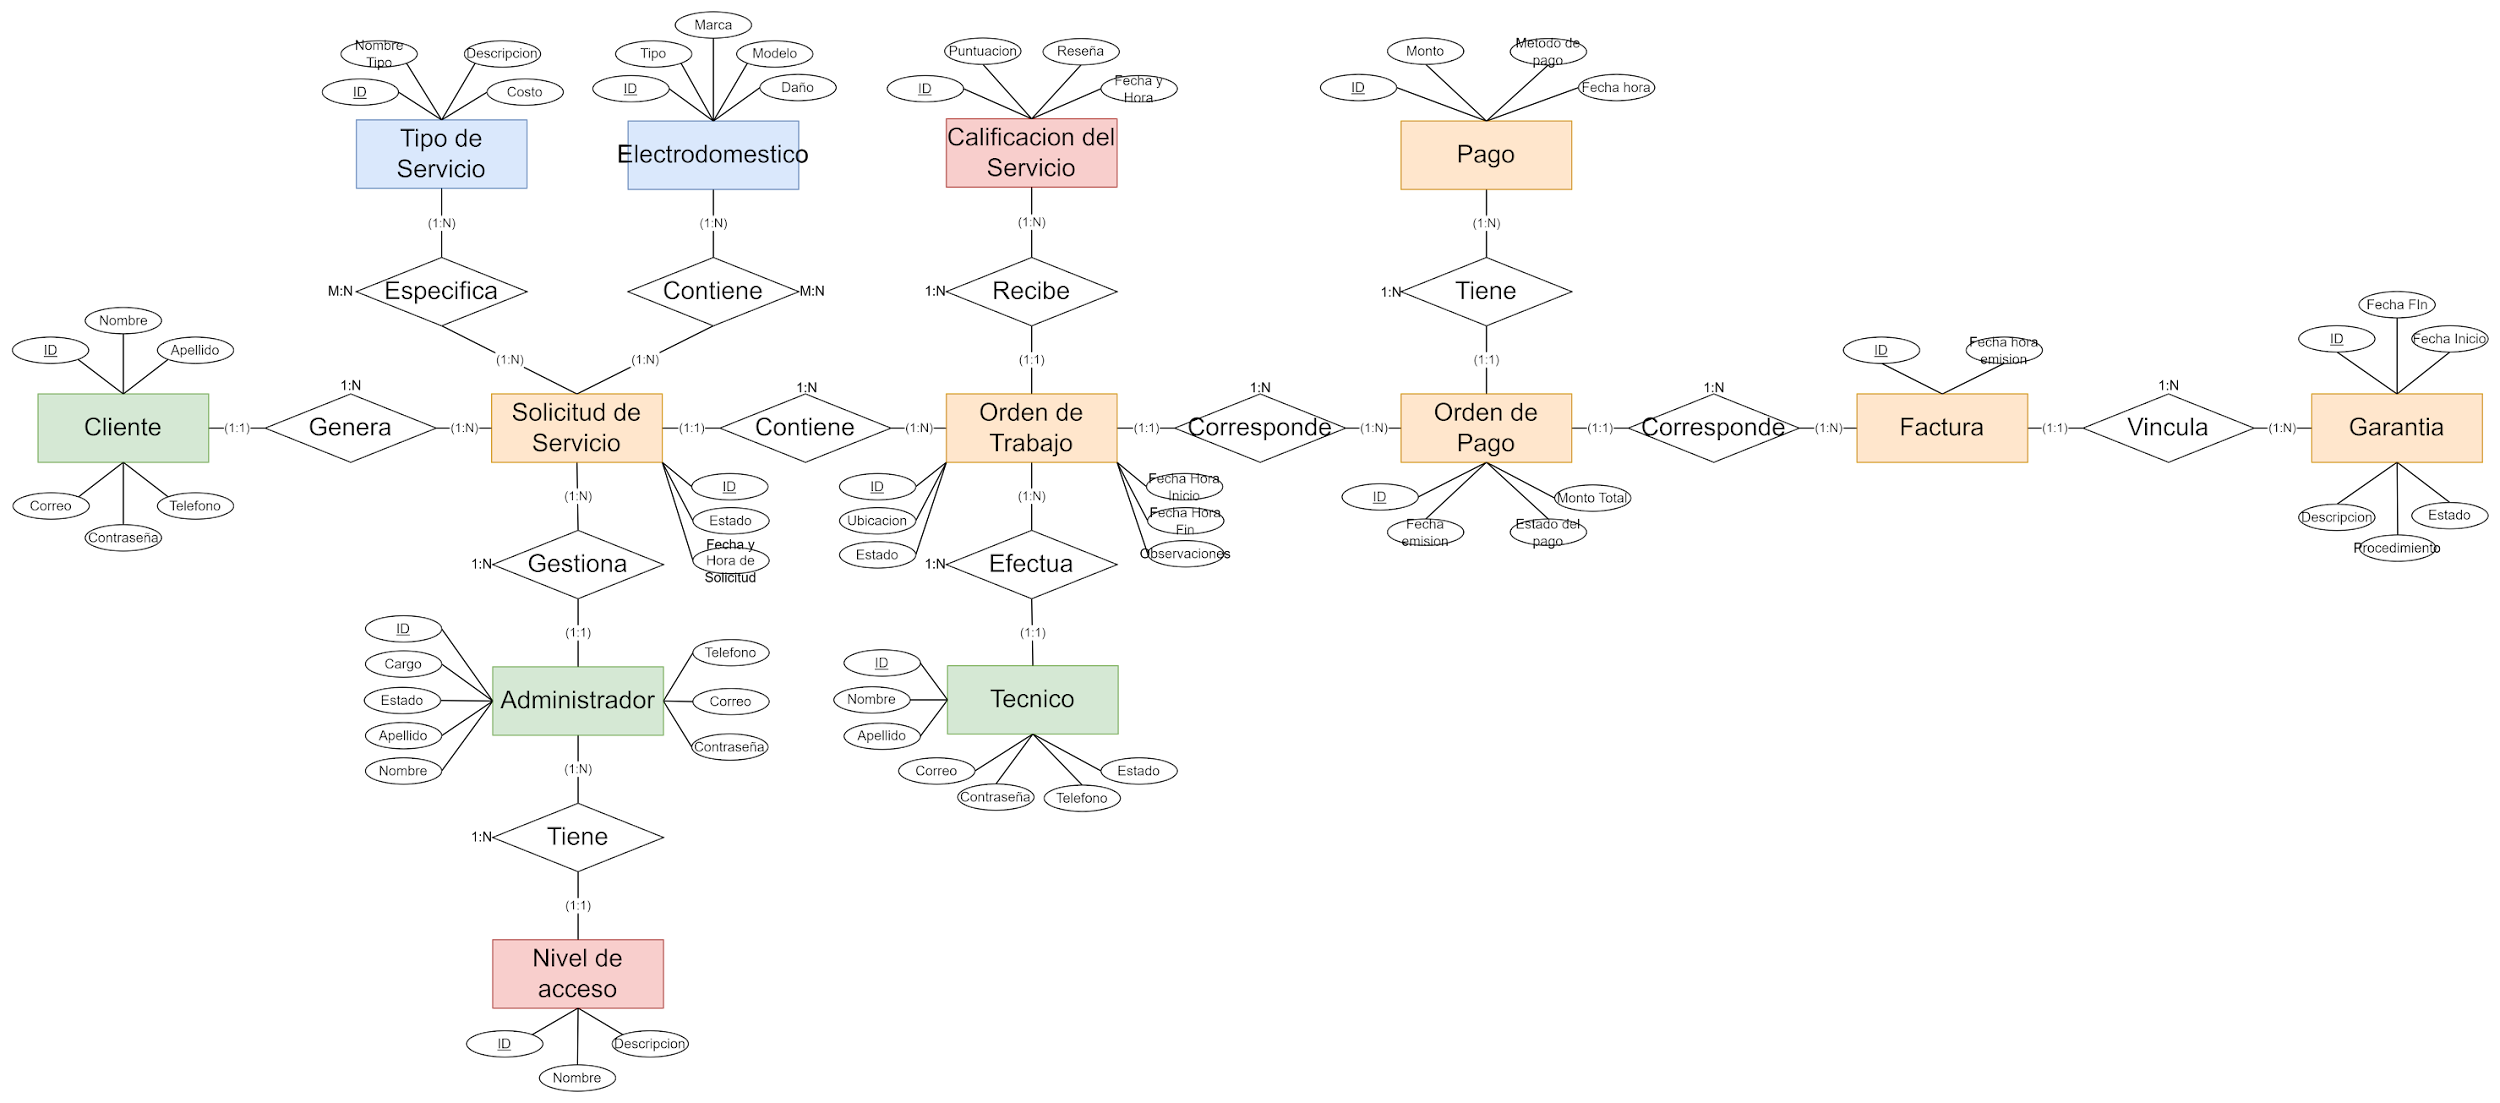 Marca
Nombre
Tipo
Descripcion
Tipo
Modelo
Puntuacion
Reseña
Monto
Metodo de
pago
ID
Costo
ID
Daño
ID
Fecha y
Hora
ID
Fecha hora
Tipo de
Servicio
Electrodomestico
Calificacion del
Servicio
Pago
(1:N)
(1:N)
(1:N)
(1:N)
M:N
Especifica
Contiene
M:N
1:N
Recibe
1:N
Tiene
Nombre
ID
Apellido
(1:N)
(1:N)
(1:1)
(1:1)
ID
Fecha hora
emision
Fecha FIn
ID
Fecha Inicio
1:N
1:N
1:N
1:N
1:N
Cliente
(1:1)
Genera
(1:N)
Solicitud de
Servicio
(1:1)
Contiene
(1:N)
Orden de
Trabajo
(1:1)
Corresponde
(1:N)
Orden de
Pago
(1:1)
Corresponde
(1:N)
Factura
(1:1)
Vincula
(1:N)
Garantia
Correo
Contraseña
Telefono
(1:N)
ID
Estado
Fecha y
Hora de
Solicitud
ID
Ubicacion
Estado
(1:N)
Fecha Hora
Inicio
Fecha Hora
Fin
Observaciones
ID
Fecha
emision
Estado del
pago
Monto Total
Descripcion
Procedimiento
Estado
1:N
Gestiona
1:N
Efectua
(1:1)
(1:1)
ID
Cargo
Estado
Apellido
Nombre
Administrador
Telefono
Correo
Contraseña
ID
Nombre
Apellido
Tecnico
Correo
Contraseña
Telefono
Estado
(1:N)
1:N
Tiene
(1:1)
Nivel de
acceso
ID
Nombre
Descripcion